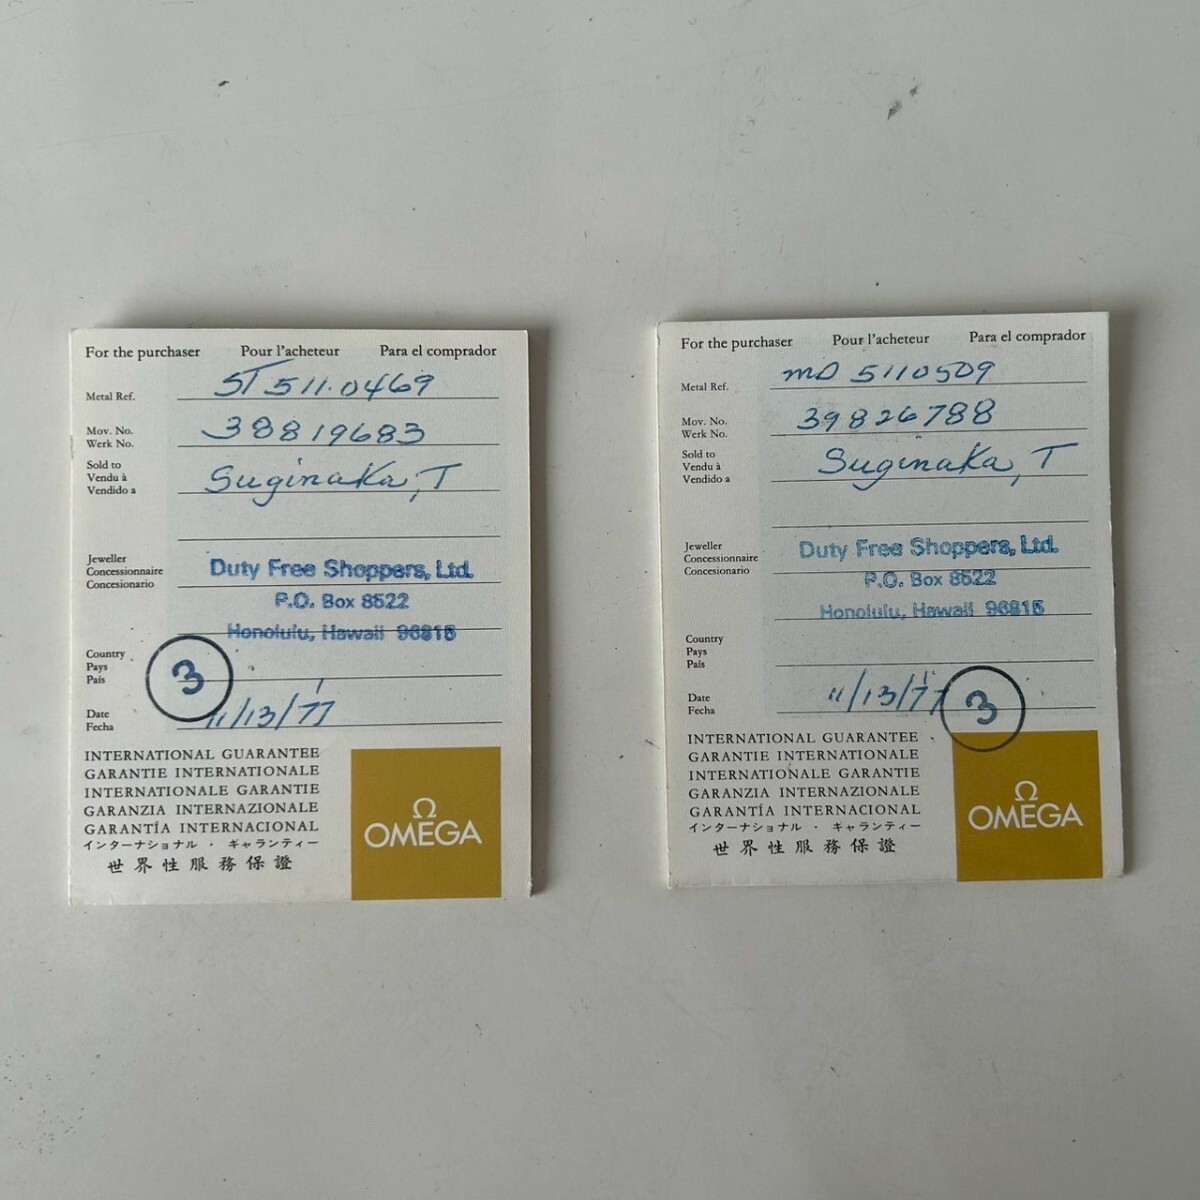 For the purchaser Pour l'acheteur Para el comprador
Metal Ref. ST 511.0469
Mov. No.
Werk No. 38819683
Sold to
Vendu à
Vendido a
Suginaka, T
Jeweller
Concessionnaire
Concesionario
Duty Free Shoppers, Ltd.
P.O. Box 8522
Honolulu, Hawaii 96815
Country
Pays
País
3
Date
Fecha
11/13/77
INTERNATIONAL GUARANTEE
GARANTIE INTERNATIONALE
INTERNATIONALE GARANTIE
GARANZIA INTERNAZIONALE
GARANTÍA INTERNACIONAL
インターナショナル・ギャランティー
世界性服務保證
Ω
OMEGA
For the purchaser Pour l'acheteur Para el comprador
Metal Ref. MD 5110509
Mov. No.
Werk No. 39826788
Sold to
Vendu à
Vendido a
Suginaka, T
Jeweller
Concessionnaire
Concesionario
Duty Free Shoppers, Ltd.
P.O. Box 8522
Honolulu, Hawaii 96815
Country
Pays
País
Date
Fecha
11/13/77
3
INTERNATIONAL GUARANTEE
GARANTIE INTERNATIONALE
INTERNATIONALE GARANTIE
GARANZIA INTERNAZIONALE
GARANTÍA INTERNACIONAL
インターナショナル・ギャランティー
世界性服務保證
Ω
OMEGA